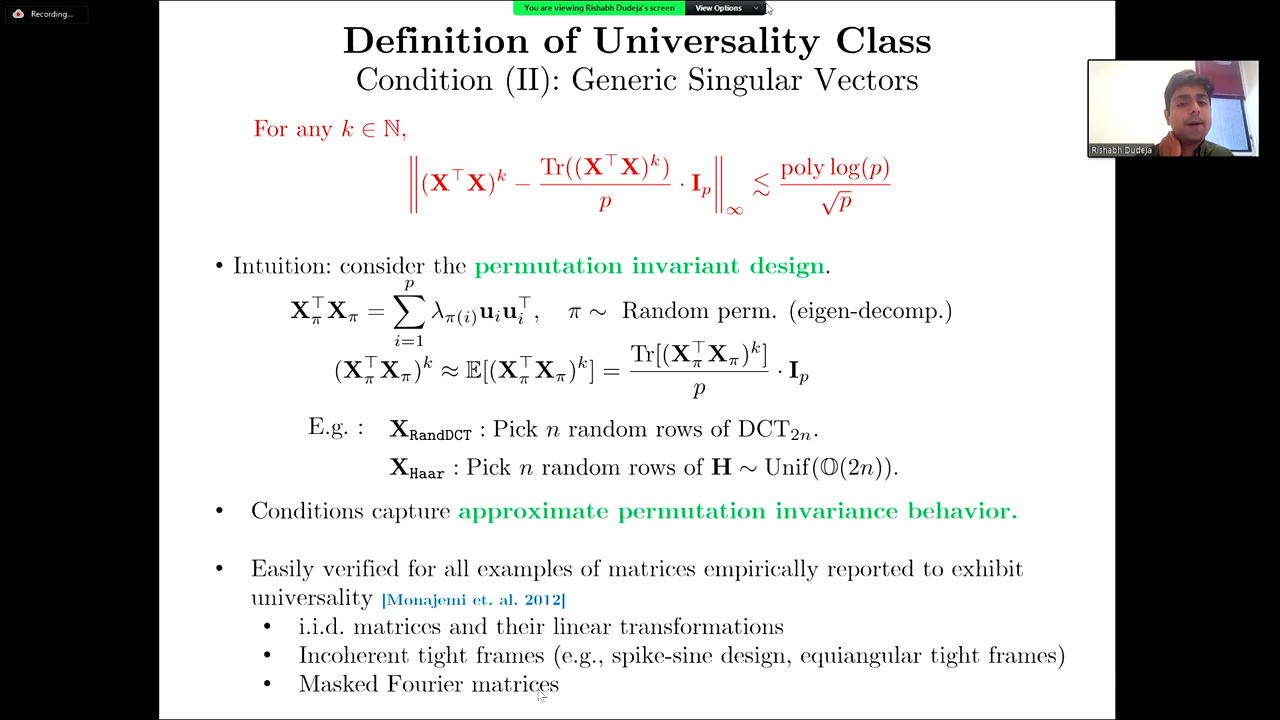 Recording...
You are viewing Rishabh Dudeja's screen
View Options
Definition of Universality Class
Condition (II): Generic Singular Vectors
Rishabh Dudeja
For any k ∈ ℕ,
‖(X⊤X)^k − Tr((X⊤X)^k)/p · I_p‖_∞ ≲ poly log(p)/√p
• Intuition: consider the permutation invariant design.
X_π⊤X_π = ∑_{i=1}^{p} λ_{π(i)} u_i u_i⊤, π ∼ Random perm. (eigen-decomp.)
(X_π⊤X_π)^k ≈ 𝔼[(X_π⊤X_π)^k] = Tr[(X_π⊤X_π)^k]/p · I_p
E.g. : X_RandDCT : Pick n random rows of DCT_{2n}.
X_Haar : Pick n random rows of H ∼ Unif(𝕆(2n)).
• Conditions capture approximate permutation invariance behavior.
• Easily verified for all examples of matrices empirically reported to exhibit
universality [Monajemi et. al. 2012]
• i.i.d. matrices and their linear transformations
• Incoherent tight frames (e.g., spike-sine design, equiangular tight frames)
• Masked Fourier matrices